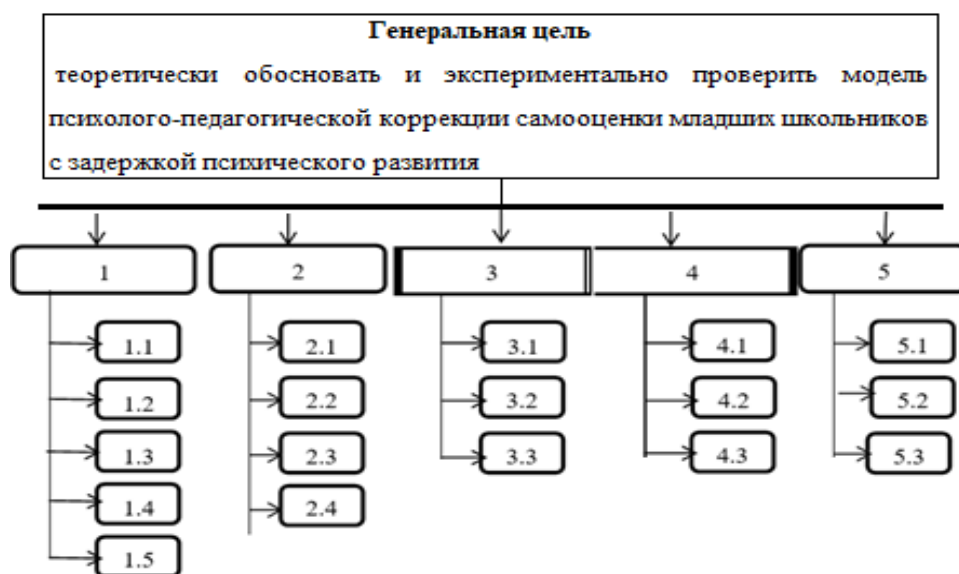 Генеральная цель
теоретически обосновать и экспериментально проверить модель
психолого-педагогической коррекции самооценки младших школьников
с задержкой психического развития
1 2 3 4 5
1.1 2.1 3.1 4.1 5.1
1.2 2.2 3.2 4.2 5.2
1.3 2.3 3.3 4.3 5.3
1.4 2.4
1.5